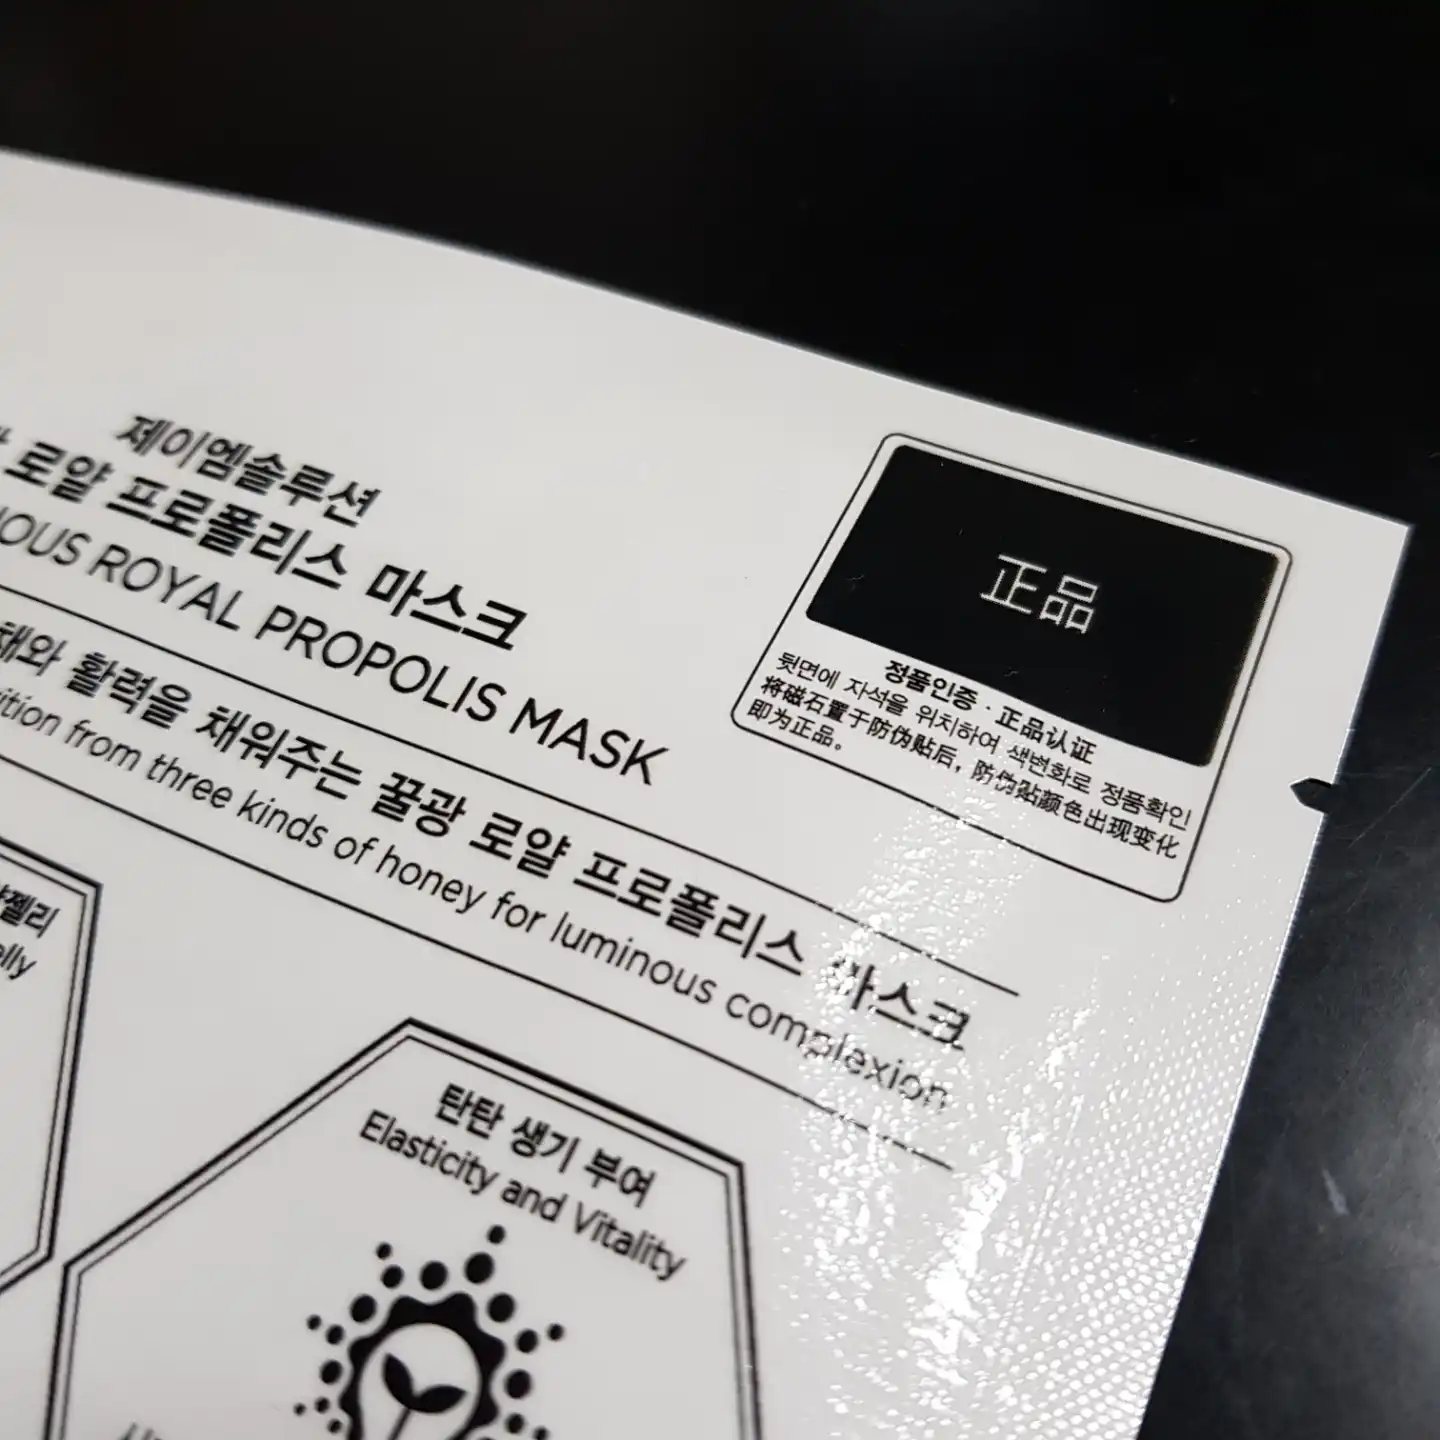 제이엠솔루션
로얄 프로폴리스 마스크
ROYAL PROPOLIS MASK
활력을 채워주는 꿀광 로얄 프로폴리스 마스크
from three kinds of honey for luminous complexion
正品
정품인증 · 正品认证
뒷면에 자석을 위치하여 색변화로 정품확인
将磁石置于防伪贴后，防伪贴颜色出现变化
即为正品。
탄탄 생기 부여
Elasticity and Vitality